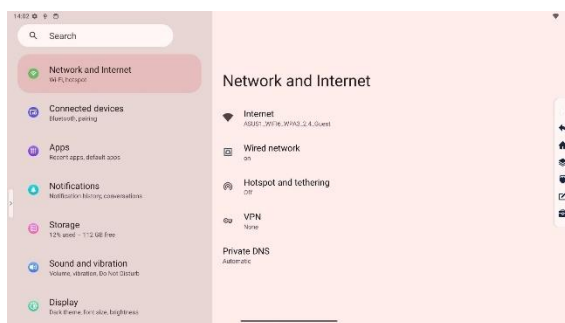 14:02
Search
Network and Internet
Wi-Fi, hotspot
Connected devices
Bluetooth, pairing
Apps
Recent apps, default apps
Notifications
Notification history, conversations
Storage
12% used - 112 GB free
Sound and vibration
Volume, vibration, Do Not Disturb
Display
Dark theme, font size, brightness
Network and Internet
Internet
ASUS1_WIFI6_WPA3_2.4_Guest
Wired network
on
Hotspot and tethering
Off
VPN
None
Private DNS
Automatic